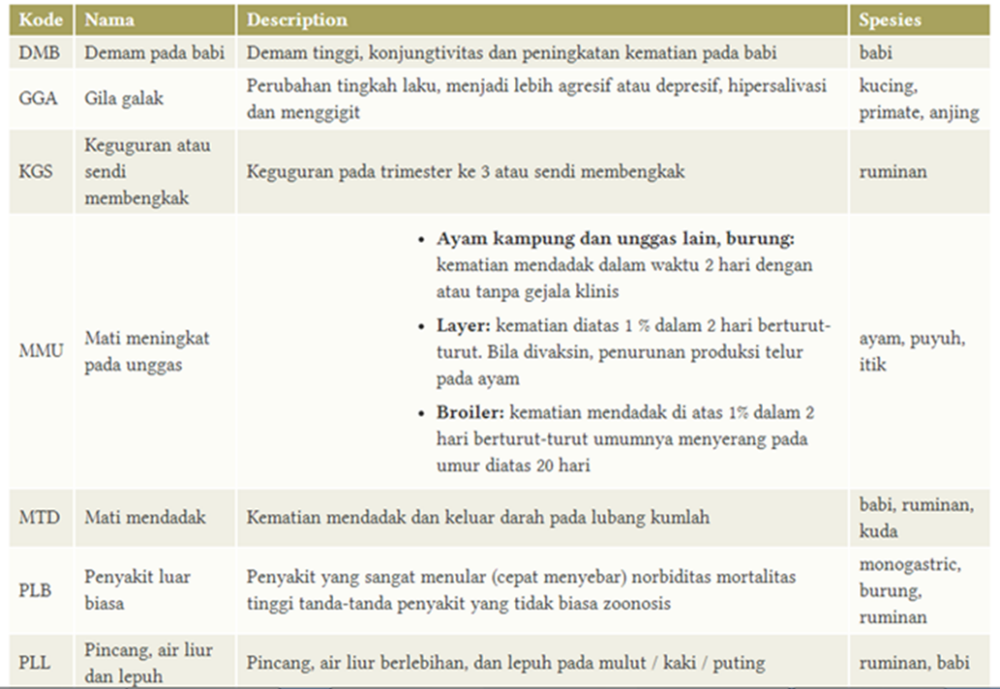 Kode Nama Description Spesies
DMB Demam pada babi Demam tinggi, konjungtivitas dan peningkatan kematian pada babi babi
GGA Gila galak Perubahan tingkah laku, menjadi lebih agresif atau depresif, hipersalivasi
dan menggigit
kucing,
primate, anjing
KGS Keguguran atau
sendi
membengkak
Keguguran pada trimester ke 3 atau sendi membengkak ruminan
MMU Mati meningkat
pada unggas
• Ayam kampung dan unggas lain, burung:
kematian mendadak dalam waktu 2 hari dengan
atau tanpa gejala klinis
• Layer: kematian diatas 1 % dalam 2 hari berturut-
turut. Bila divaksin, penurunan produksi telur
pada ayam
• Broiler: kematian mendadak di atas 1% dalam 2
hari berturut-turut umumnya menyerang pada
umur diatas 20 hari
ayam, puyuh,
itik
MTD Mati mendadak Kematian mendadak dan keluar darah pada lubang kumlah
babi, ruminan,
kuda
PLB Penyakit luar
biasa
Penyakit yang sangat menular (cepat menyebar) norbiditas mortalitas
tinggi tanda-tanda penyakit yang tidak biasa zoonosis
monogastric,
burung,
ruminan
PLL Pincang, air liur
dan lepuh
Pincang, air liur berlebihan, dan lepuh pada mulut / kaki / puting ruminan, babi